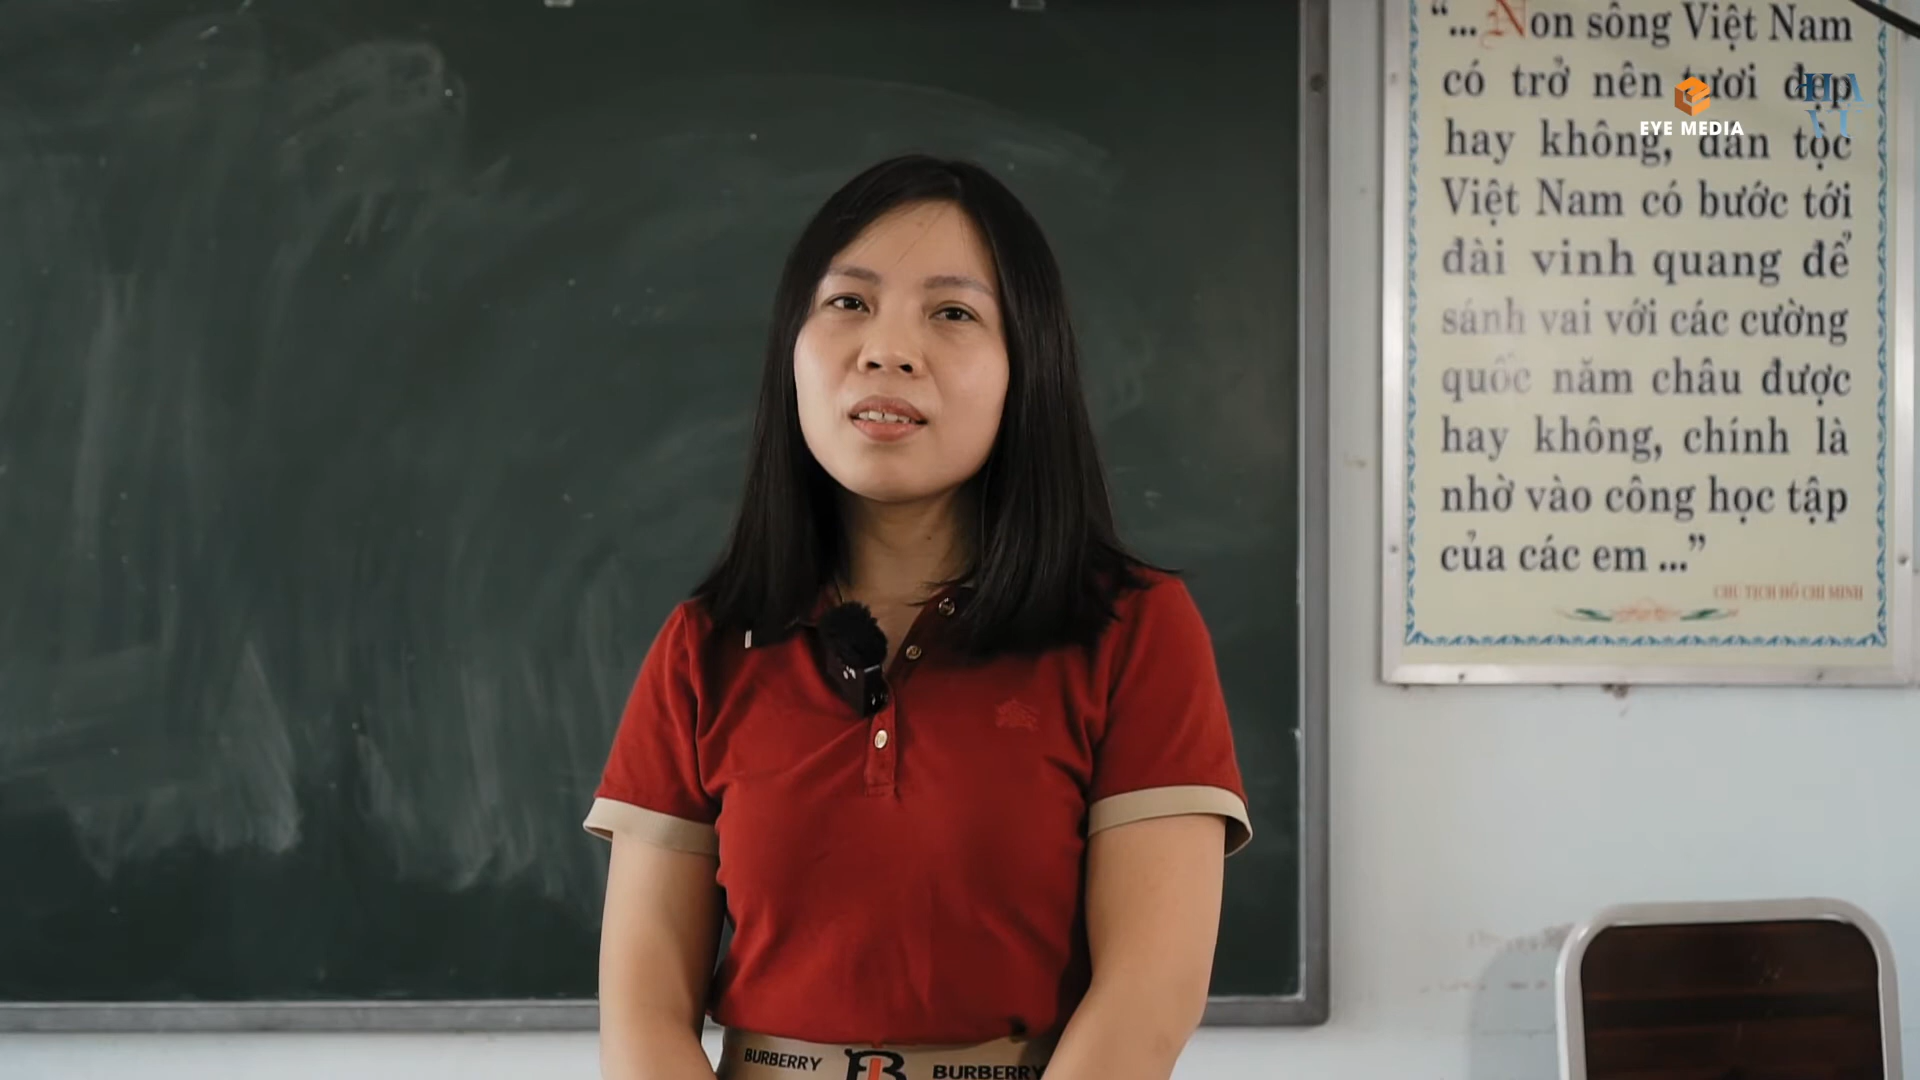 “... Non sông Việt Nam
có trở nên tươi đẹp
hay không, dân tộc
Việt Nam có bước tới
đài vinh quang để
sánh vai với các cường
quốc năm châu được
hay không, chính là
nhờ vào công học tập
của các em ...”
CHỦ TỊCH HỒ CHÍ MINH
EYE MEDIA
HA
VT
BURBERRY
B
BURBERRY